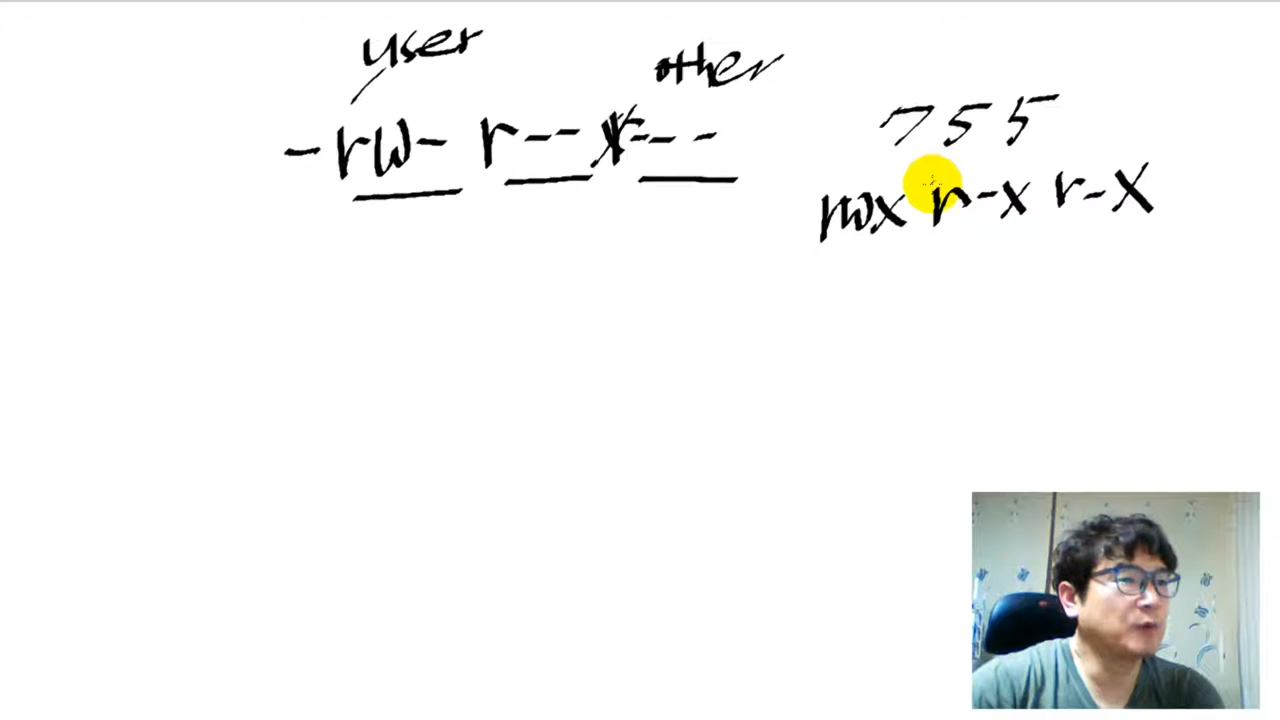 user other
-rw- r-- r-- -
755
rwx r-x r-x